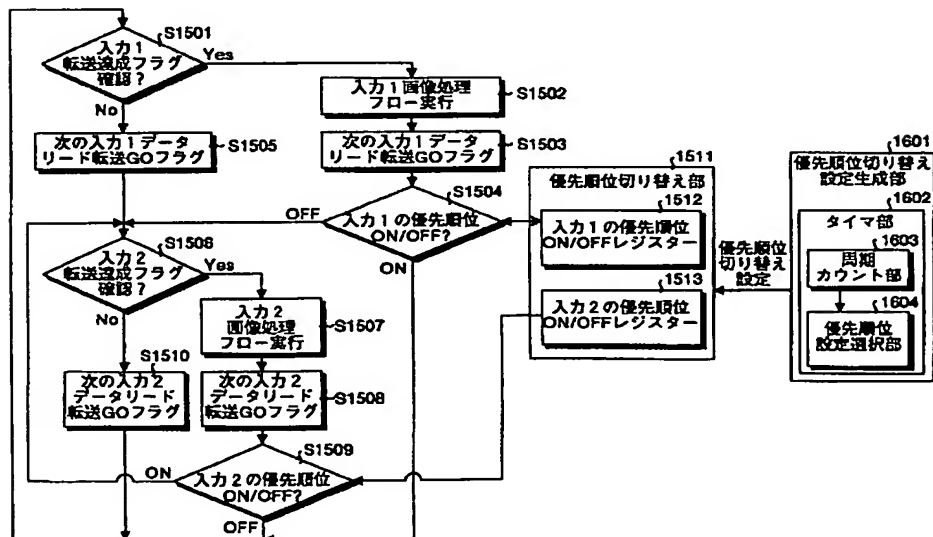 S1501
入力1
転送達成フラグ
確認?
Yes
No
入力1画像処理
フロー実行
S1502
次の入力1データ
リード転送GOフラグ
S1505
次の入力1データ
リード転送GOフラグ
S1503
S1504
入力1の優先順位
ON/OFF?
OFF
ON
1511
優先順位切り替え部
1512
入力1の優先順位
ON/OFFレジスター
1513
入力2の優先順位
ON/OFFレジスター
優先順位
切り替え
設定
1601
優先順位切り替え
設定生成部
1602
タイマ部
1603
周期
カウント部
1604
優先順位
設定選択部
S1508
入力2
転送達成フラグ
確認?
Yes
No
入力2
画像処理
フロー実行
S1507
S1510
次の入力2
データリード
転送GOフラグ
次の入力2
データリード
転送GOフラグ
S1508
S1509
入力2の優先順位
ON/OFF?
ON
OFF